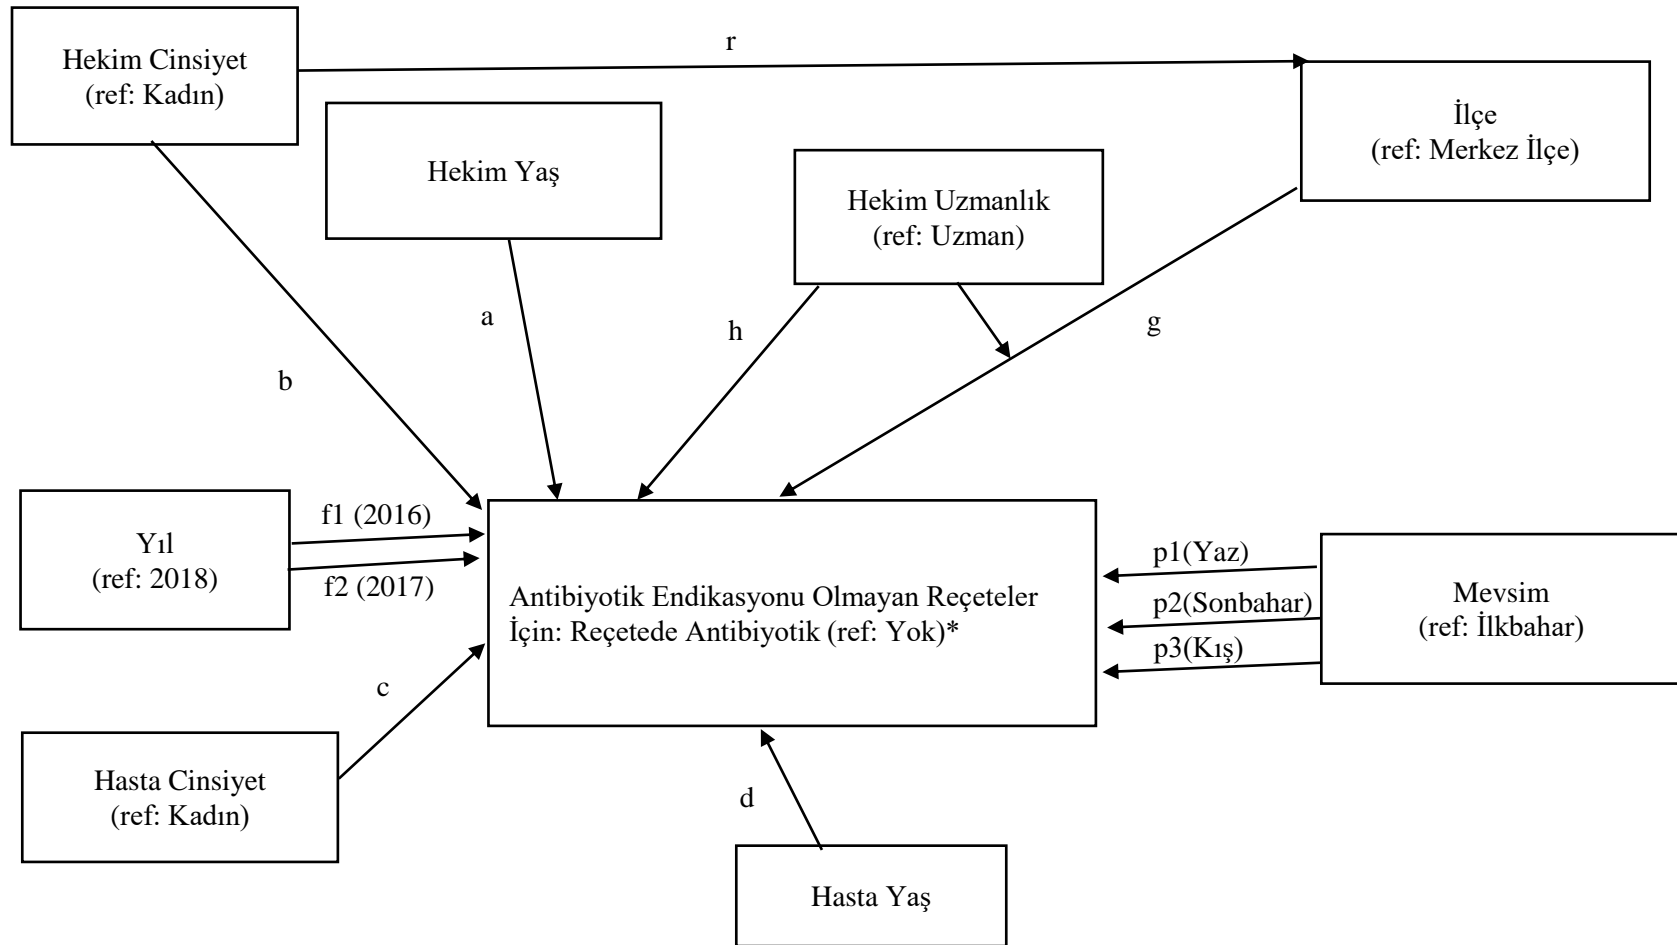 Hekim Cinsiyet
(ref: Kadın)
r
İlçe
(ref: Merkez İlçe)
Hekim Yaş
Hekim Uzmanlık
(ref: Uzman)
a
h
g
b
Yıl
(ref: 2018)
f1 (2016)
f2 (2017)
Antibiyotik Endikasyonu Olmayan Reçeteler
İçin: Reçetede Antibiyotik (ref: Yok)*
p1(Yaz)
p2(Sonbahar)
p3(Kış)
Mevsim
(ref: İlkbahar)
c
Hasta Cinsiyet
(ref: Kadın)
d
Hasta Yaş